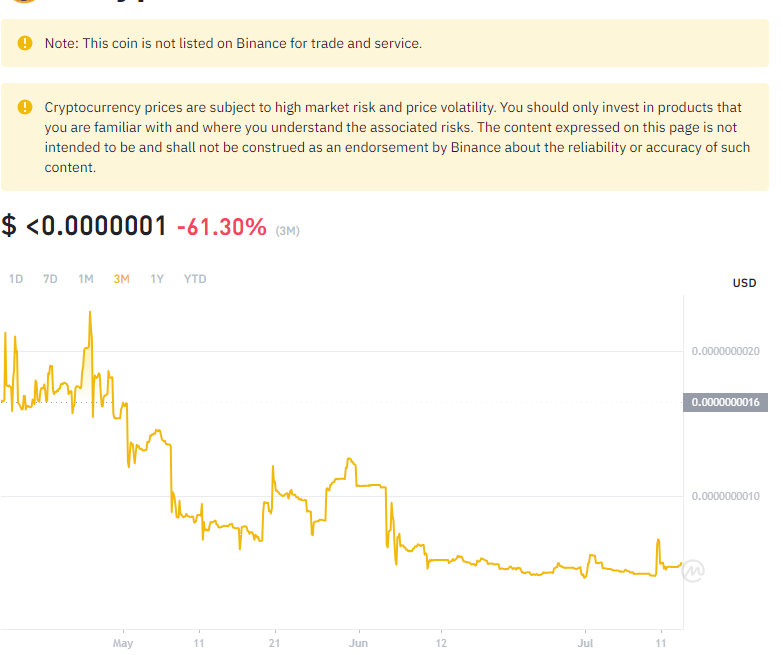 Note: This coin is not listed on Binance for trade and service.
Cryptocurrency prices are subject to high market risk and price volatility. You should only invest in products that
you are familiar with and where you understand the associated risks. The content expressed on this page is not
intended to be and shall not be construed as an endorsement by Binance about the reliability or accuracy of such
content.
$ <0.0000001 -61.30% (3M)
1D 7D 1M 3M 1Y YTD
USD
0.0000000020
0.0000000016
0.0000000010
May 11 21 Jun 12 Jul 11